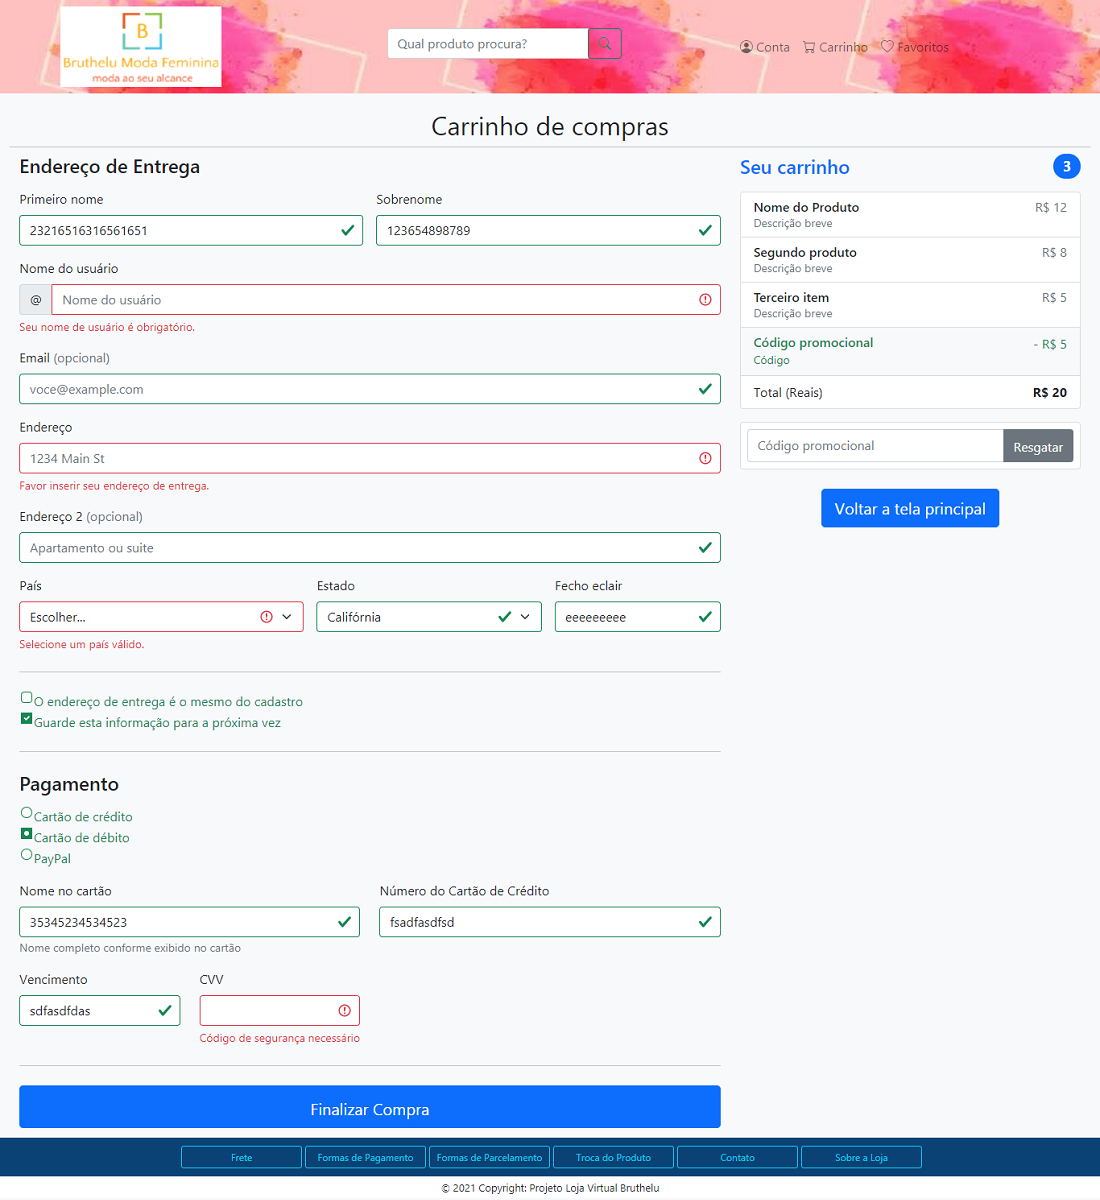 B
Bruthelu Moda Feminina
moda ao seu alcance
Qual produto procura?
Conta Carrinho Favoritos
Carrinho de compras
Endereço de Entrega
Primeiro nome Sobrenome
23216516316561651 123654898789
Nome do usuário
@ Nome do usuário
Seu nome de usuário é obrigatório.
Email (opcional)
voce@example.com
Endereço
1234 Main St
Favor inserir seu endereço de entrega.
Endereço 2 (opcional)
Apartamento ou suite
País Estado Fecho eclair
Escolher... Califórnia eeeeeeeee
Selecione um país válido.
O endereço de entrega é o mesmo do cadastro
Guarde esta informação para a próxima vez
Pagamento
Cartão de crédito
Cartão de débito
PayPal
Nome no cartão Número do Cartão de Crédito
35345234534523 fsadfasdfsd
Nome completo conforme exibido no cartão
Vencimento CVV
sdfasdfdas
Código de segurança necessário
Finalizar Compra
Seu carrinho 3
Nome do Produto R$ 12
Descrição breve
Segundo produto R$ 8
Descrição breve
Terceiro item R$ 5
Descrição breve
Código promocional - R$ 5
Código
Total (Reais) R$ 20
Código promocional Resgatar
Voltar a tela principal
Frete Formas de Pagamento Formas de Parcelamento Troca do Produto Contato Sobre a Loja
© 2021 Copyright: Projeto Loja Virtual Bruthelu